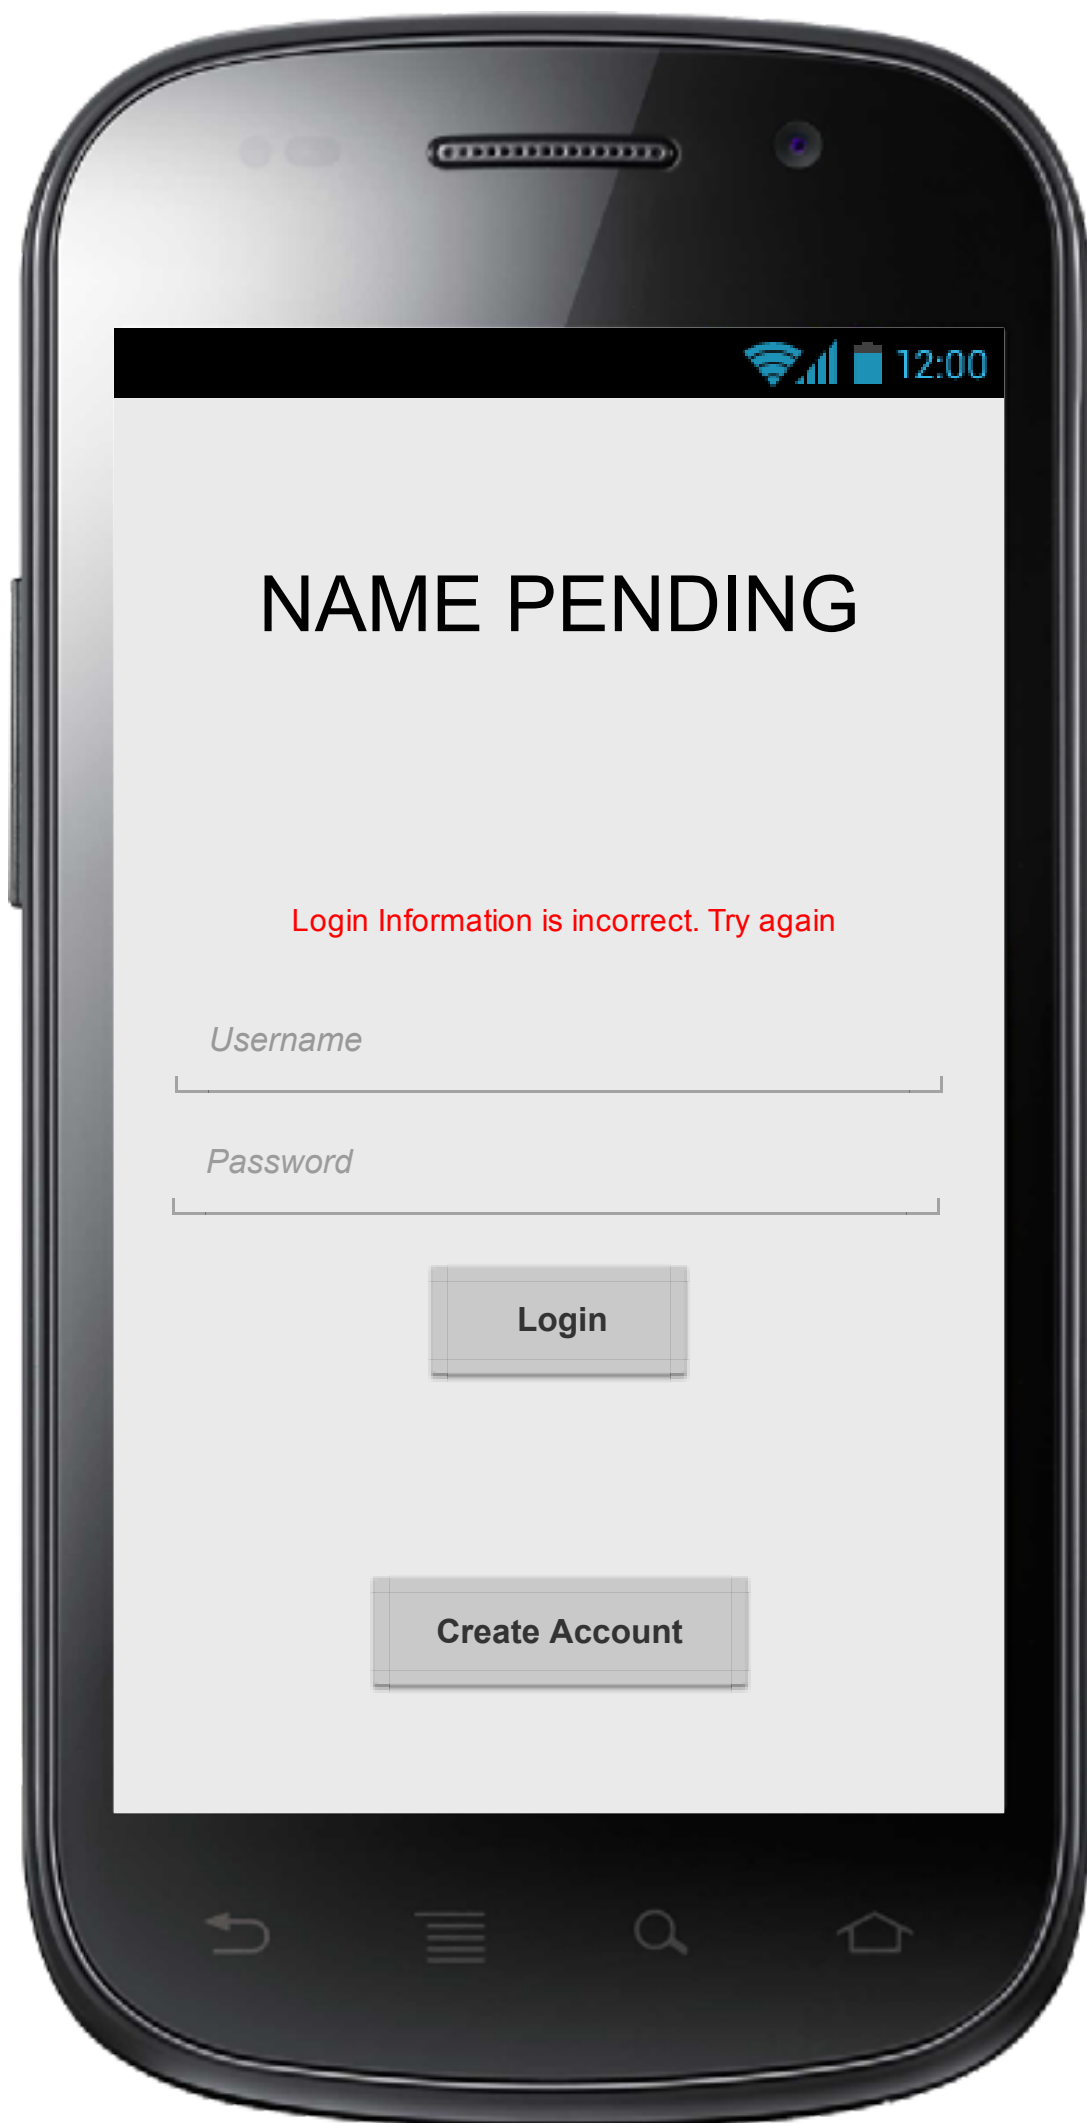 12:00
NAME PENDING
Login Information is incorrect. Try again
Username
Password
Login
Create Account